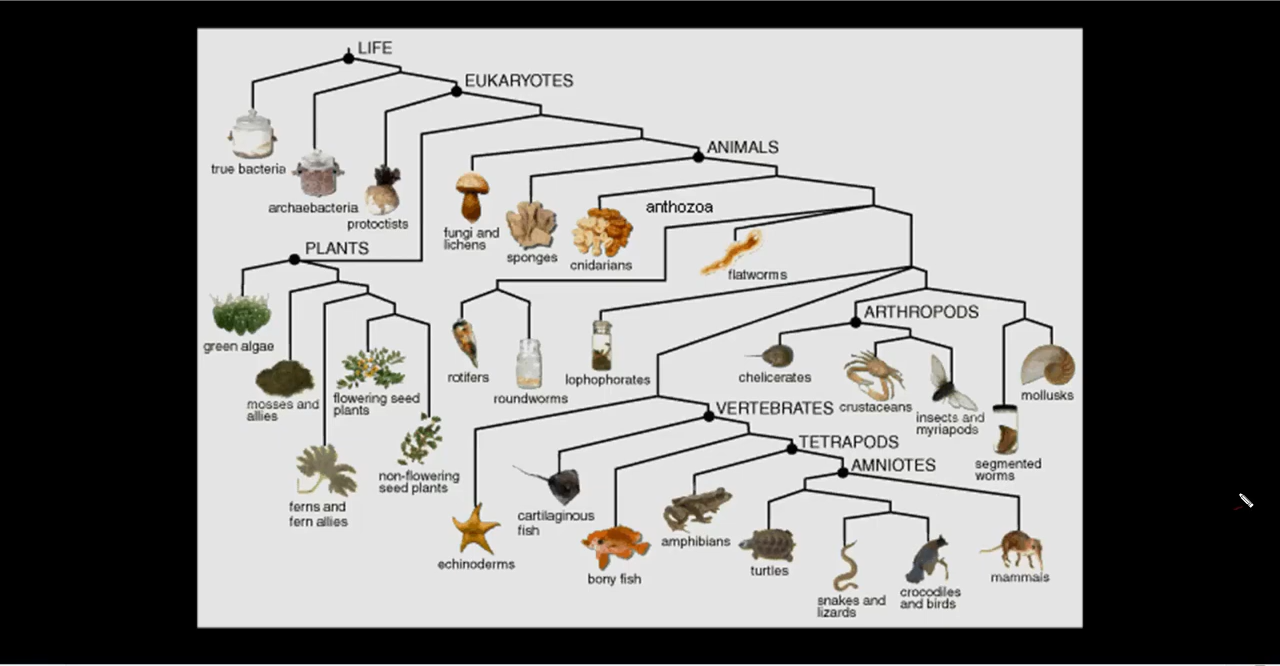 LIFE
EUKARYOTES
ANIMALS
true bacteria
archaebacteria
protoctists
fungi and
lichens
sponges
cnidarians
anthozoa
flatworms
PLANTS
green algae
mosses and
allies
flowering seed
plants
ferns and
fern allies
non-flowering
seed plants
rotifers
roundworms
lophophorates
ARTHROPODS
chelicerates
crustaceans
insects and
myriapods
mollusks
segmented
worms
VERTEBRATES
TETRAPODS
AMNIOTES
echinoderms
cartilaginous
fish
bony fish
amphibians
turtles
snakes and
lizards
crocodiles
and birds
mammals